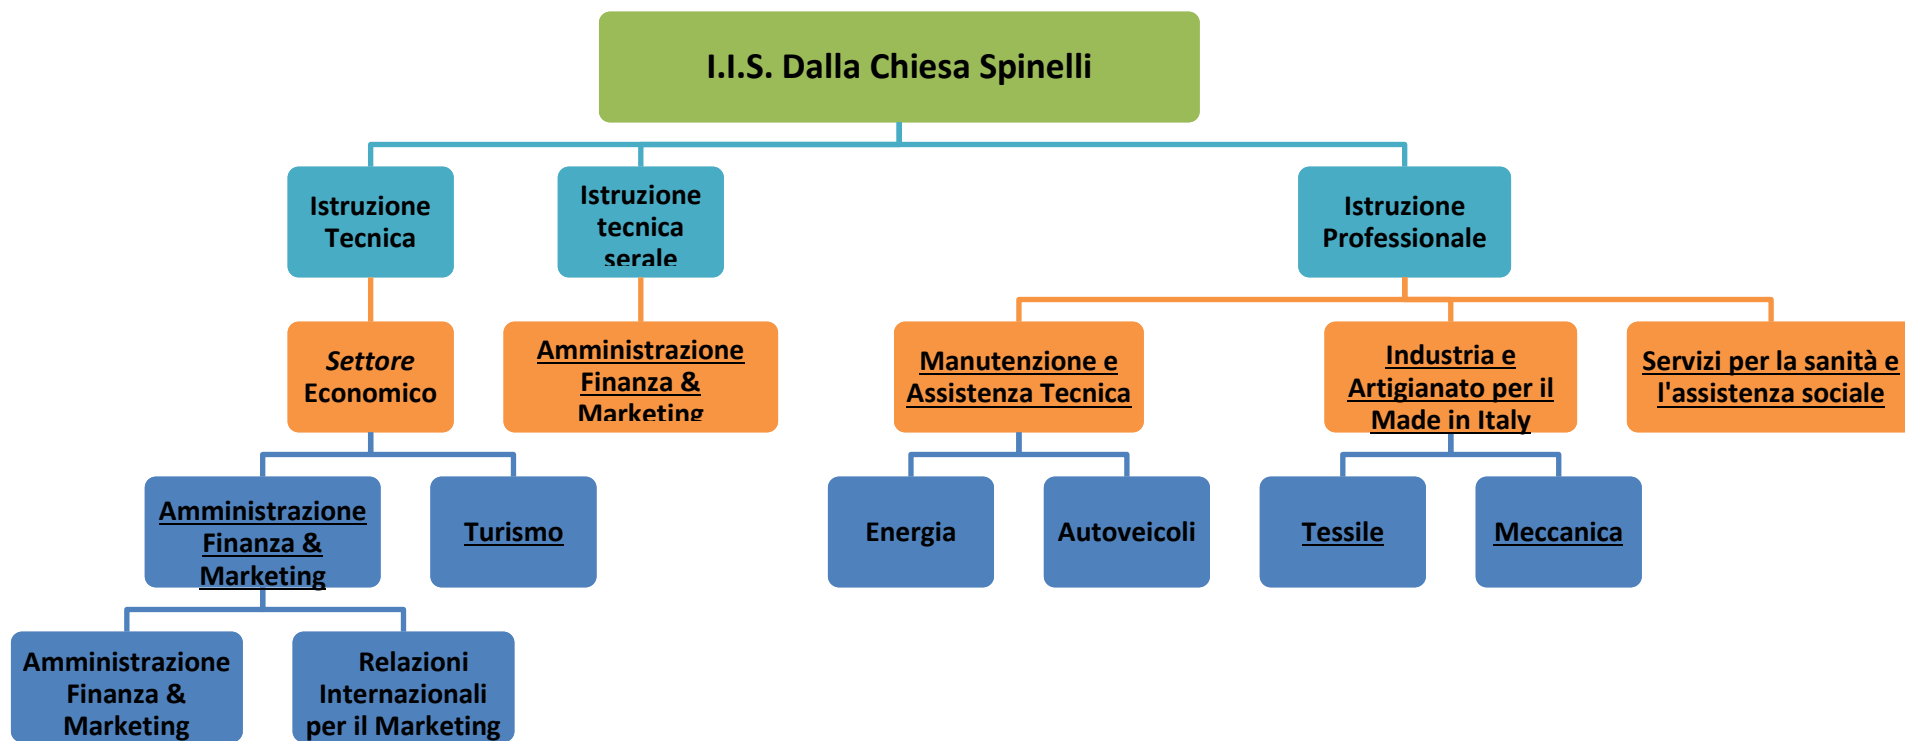 I.I.S. Dalla Chiesa Spinelli
Istruzione
Tecnica
Istruzione
tecnica
serale
Istruzione
Professionale
Settore
Economico
Amministrazione
Finanza &
Marketing
Manutenzione e
Assistenza Tecnica
Industria e
Artigianato per il
Made in Italy
Servizi per la sanità e
l'assistenza sociale
Amministrazione
Finanza &
Marketing
Turismo
Energia
Autoveicoli
Tessile
Meccanica
Amministrazione
Finanza &
Marketing
Relazioni
Internazionali
per il Marketing